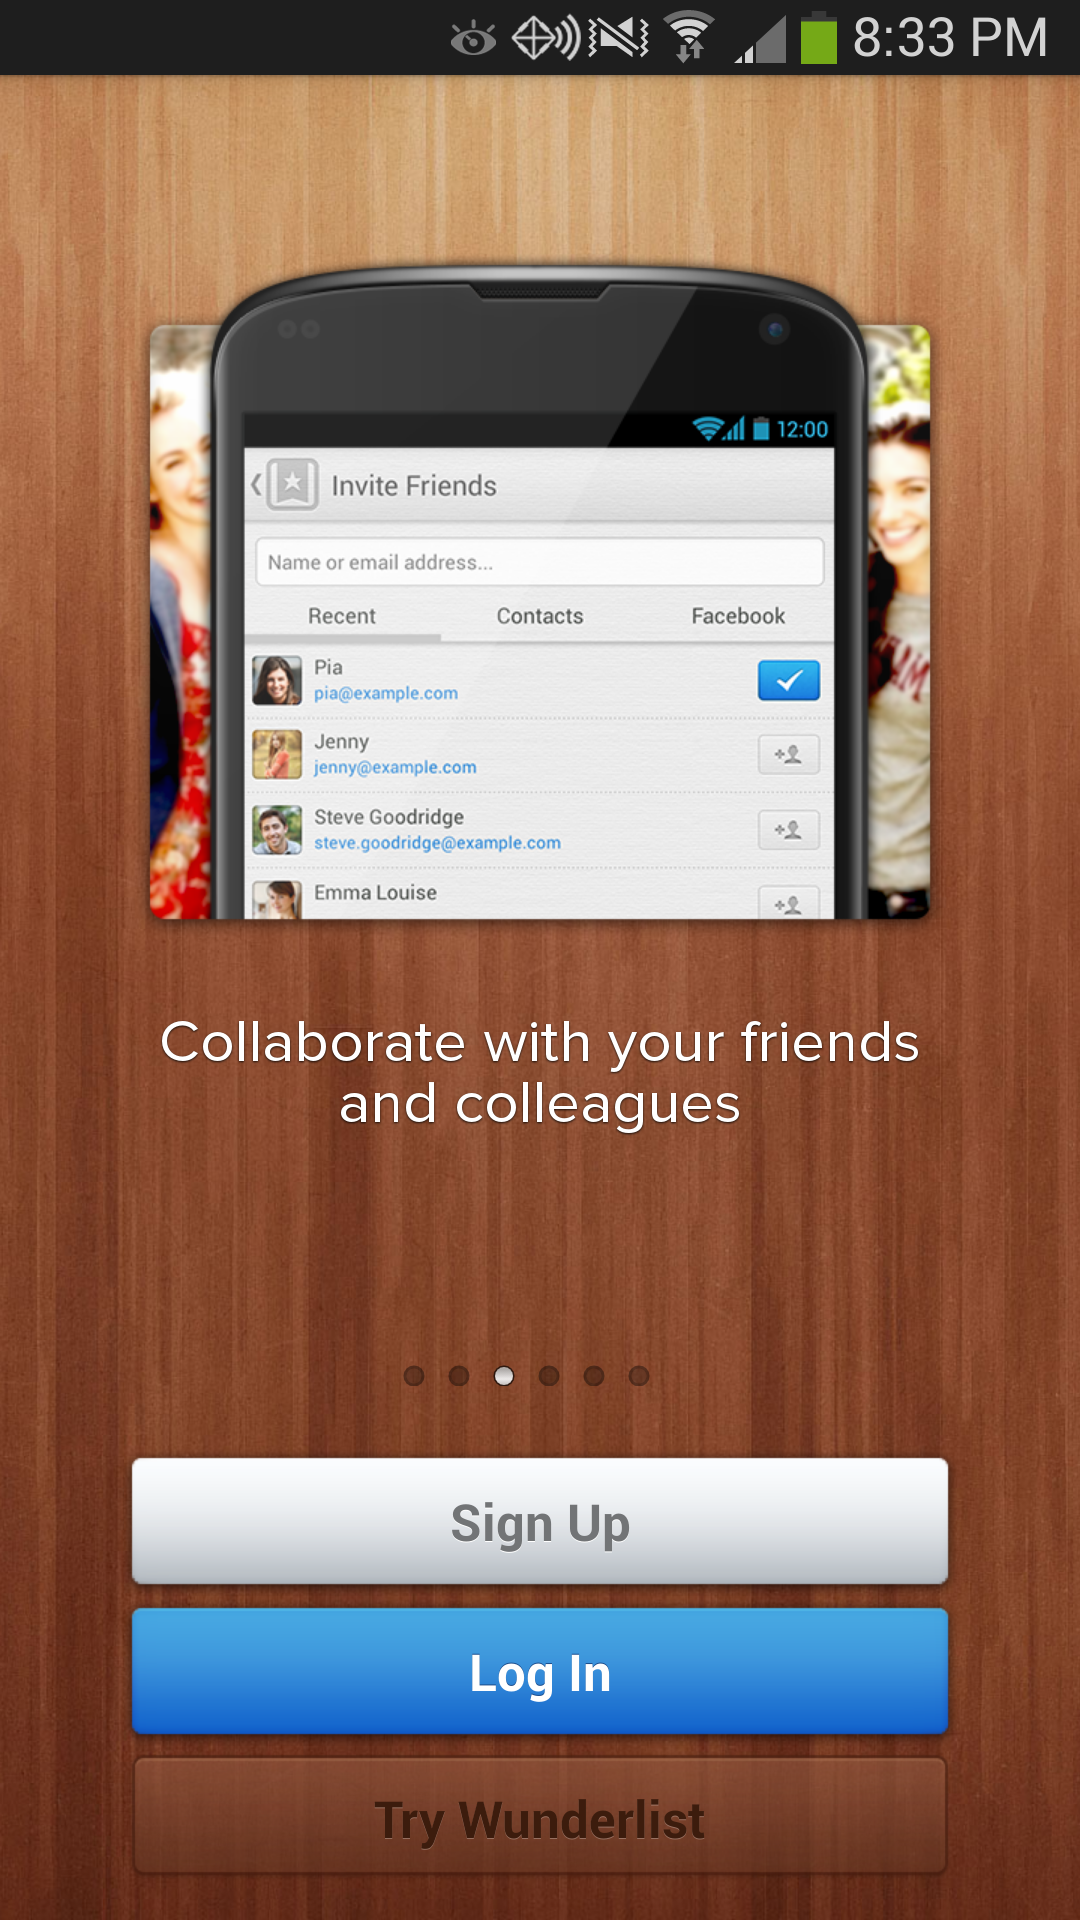 8:33 PM
12:00
Invite Friends
Name or email address...
Recent Contacts Facebook
Pia
pia@example.com
Jenny
jenny@example.com
Steve Goodridge
steve.goodridge@example.com
Emma Louise
Collaborate with your friends
and colleagues
Sign Up
Log In
Try Wunderlist